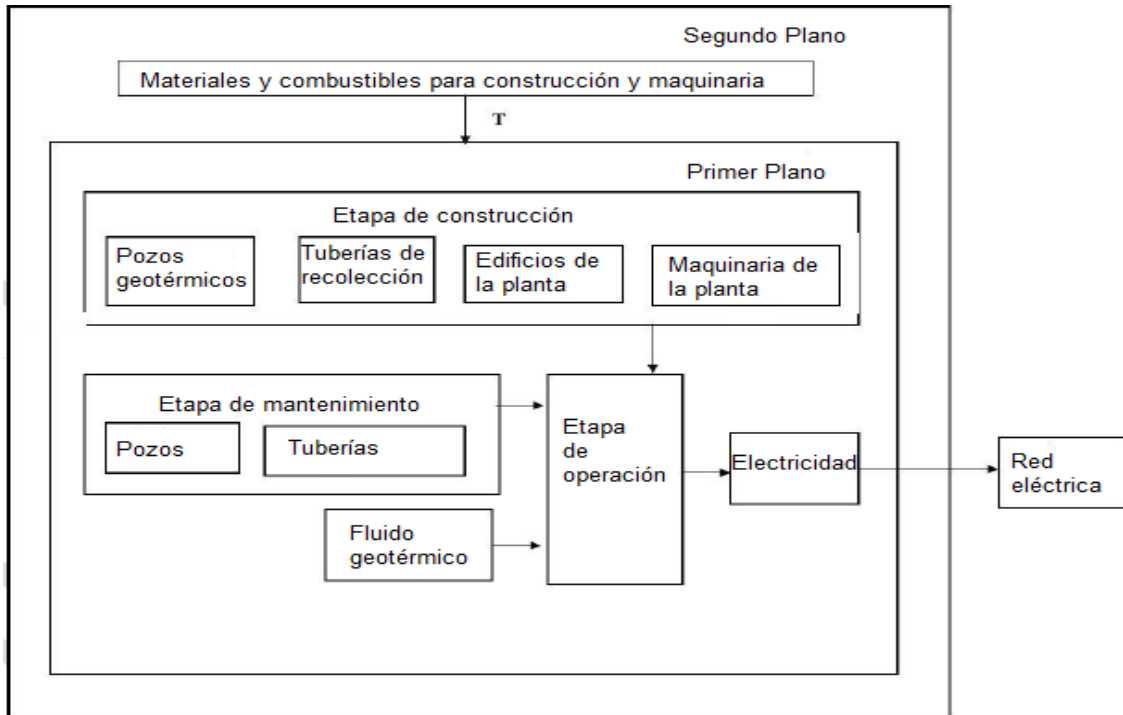 Segundo Plano
Materiales y combustibles para construcción y maquinaria
T
Primer Plano
Etapa de construcción
Pozos
geotérmicos
Tuberías de
recolección
Edificios de
la planta
Maquinaria de
la planta
Etapa de mantenimiento
Pozos
Tuberías
Fluido
geotérmico
Etapa
de
operación
Electricidad
Red
eléctrica